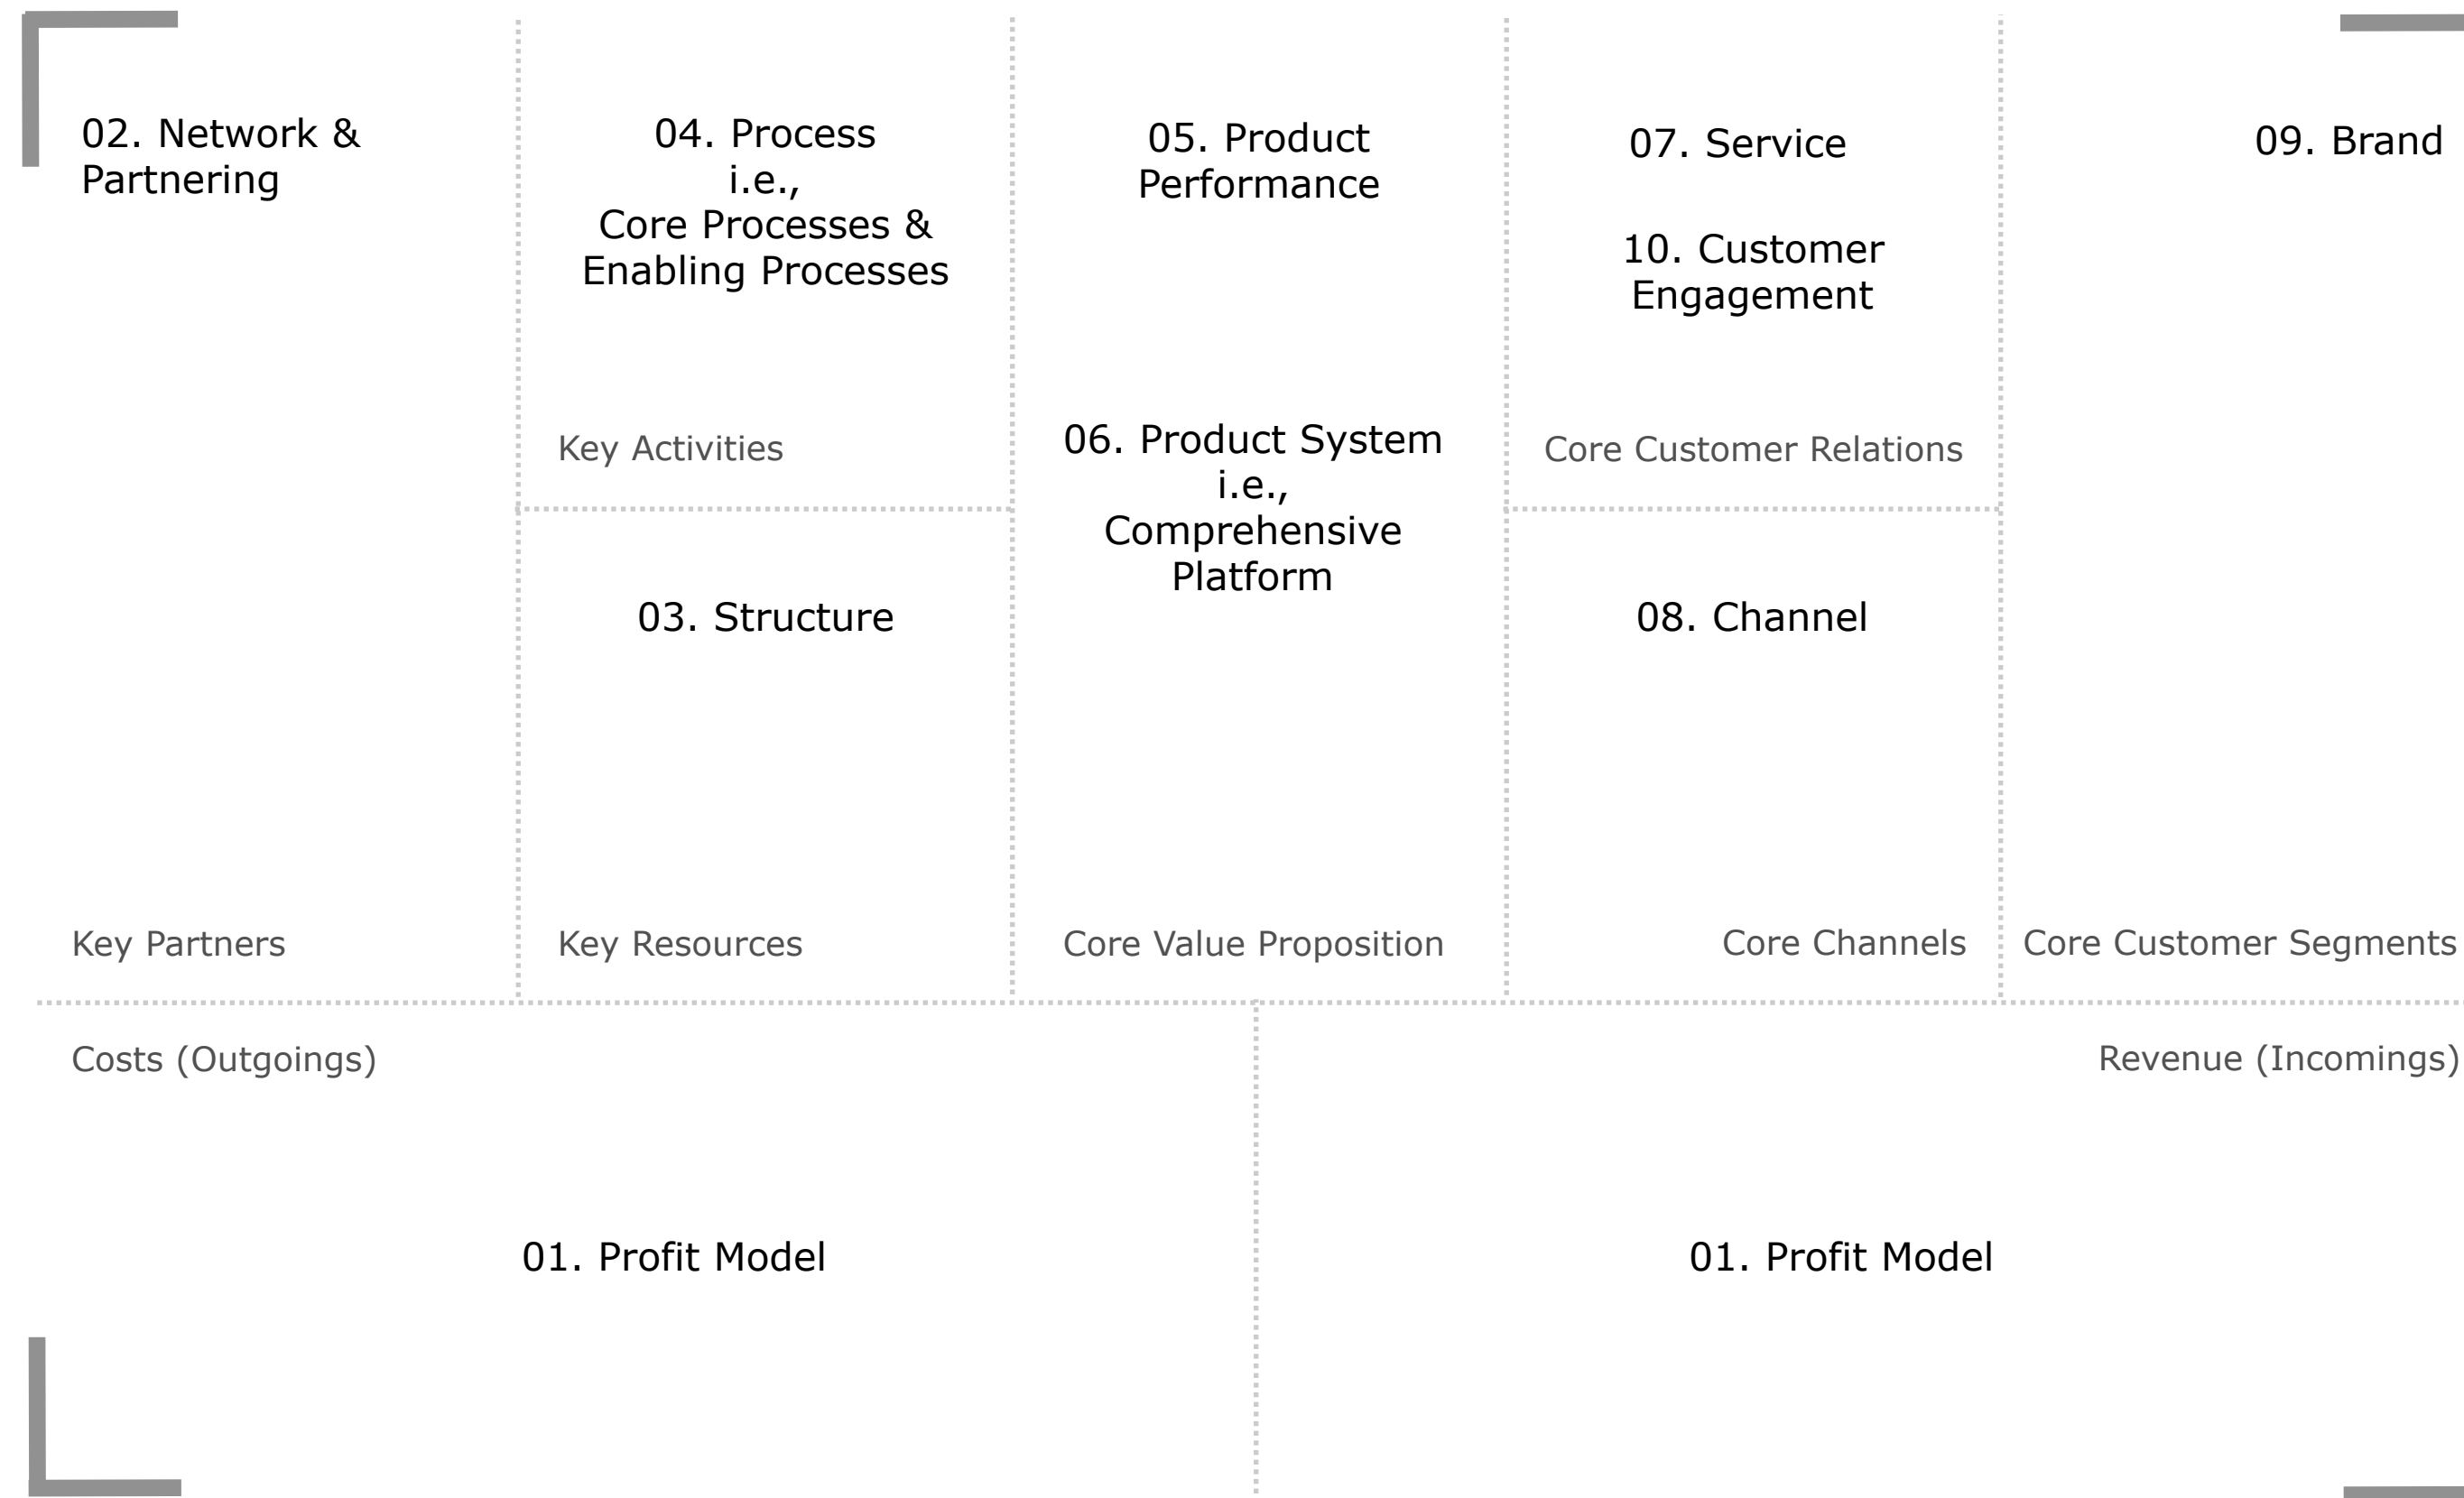 02. Network &
Partnering
Key Partners
04. Process
i.e.,
Core Processes &
Enabling Processes
Key Activities
03. Structure
Key Resources
05. Product
Performance
06. Product System
i.e.,
Comprehensive
Platform
Core Value Proposition
07. Service
10. Customer
Engagement
Core Customer Relations
08. Channel
Core Channels
09. Brand
Core Customer Segments
Costs (Outgoings)
01. Profit Model
Revenue (Incomings)
01. Profit Model